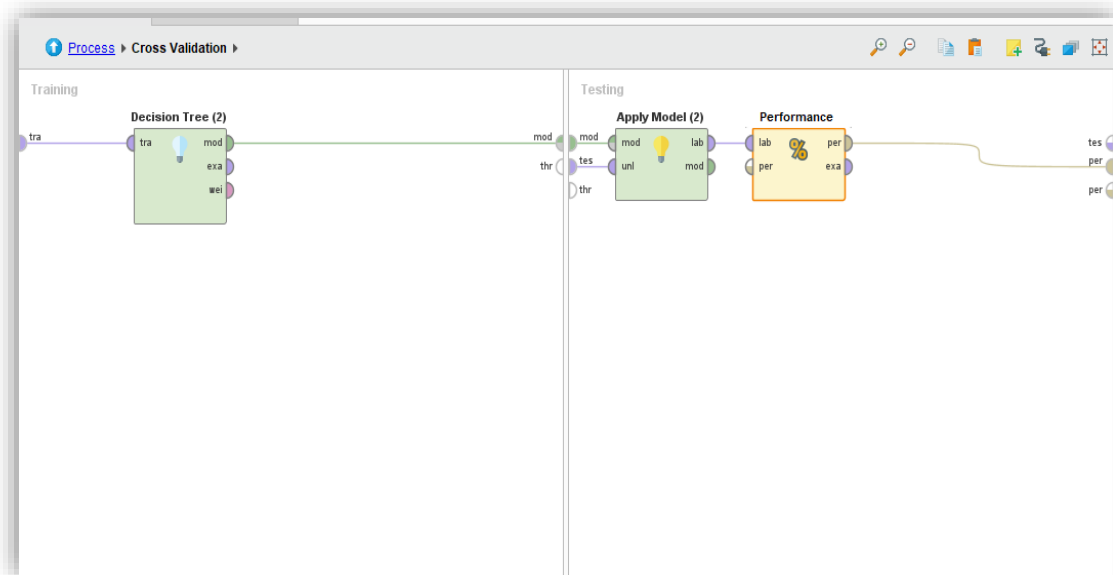 Process ▸ Cross Validation ▸
Training
Testing
Decision Tree (2)
Apply Model (2)
Performance
tra
tra
mod
exa
wei
mod
thr
mod
tes
thr
mod
unl
lab
mod
lab
per
%
per
exa
tes
per
per